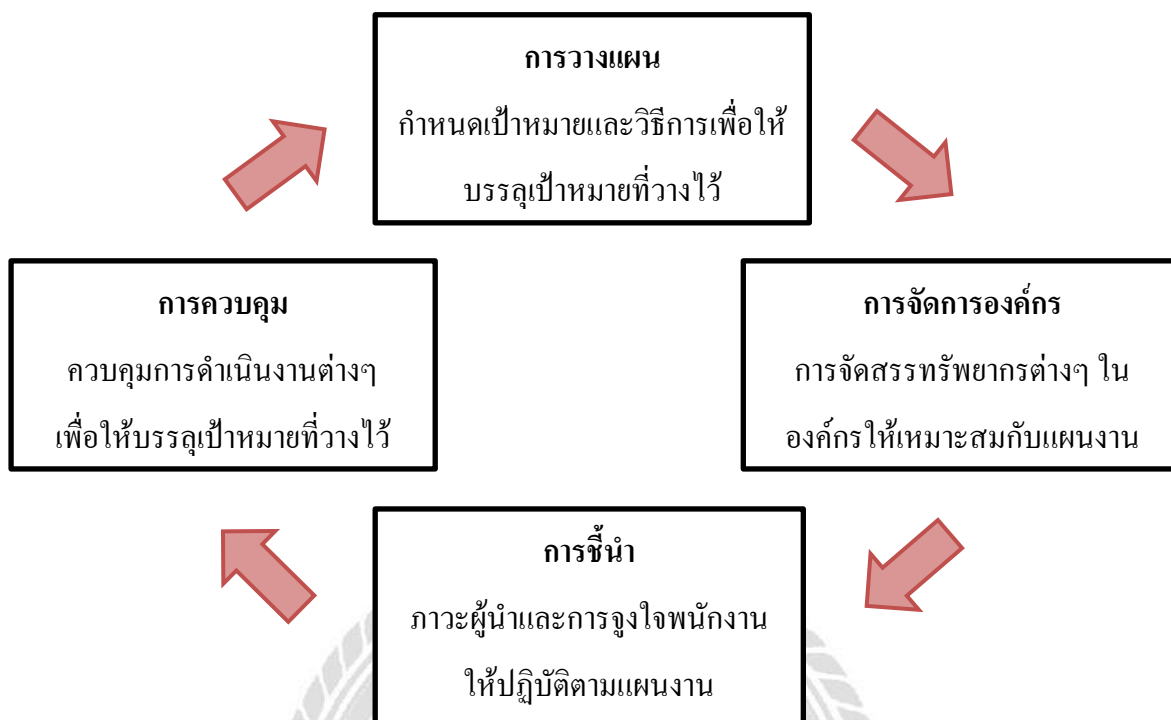 การวางแผน
กำหนดเป้าหมายและวิธีการเพื่อให้
บรรลุเป้าหมายที่วางไว้
การควบคุม
ควบคุมการดำเนินงานต่างๆ
เพื่อให้บรรลุเป้าหมายที่วางไว้
การจัดการองค์กร
การจัดสรรทรัพยากรต่างๆ ใน
องค์กรให้เหมาะสมกับแผนงาน
การชี้นำ
ภาวะผู้นำและการจูงใจพนักงาน
ให้ปฏิบัติตามแผนงาน